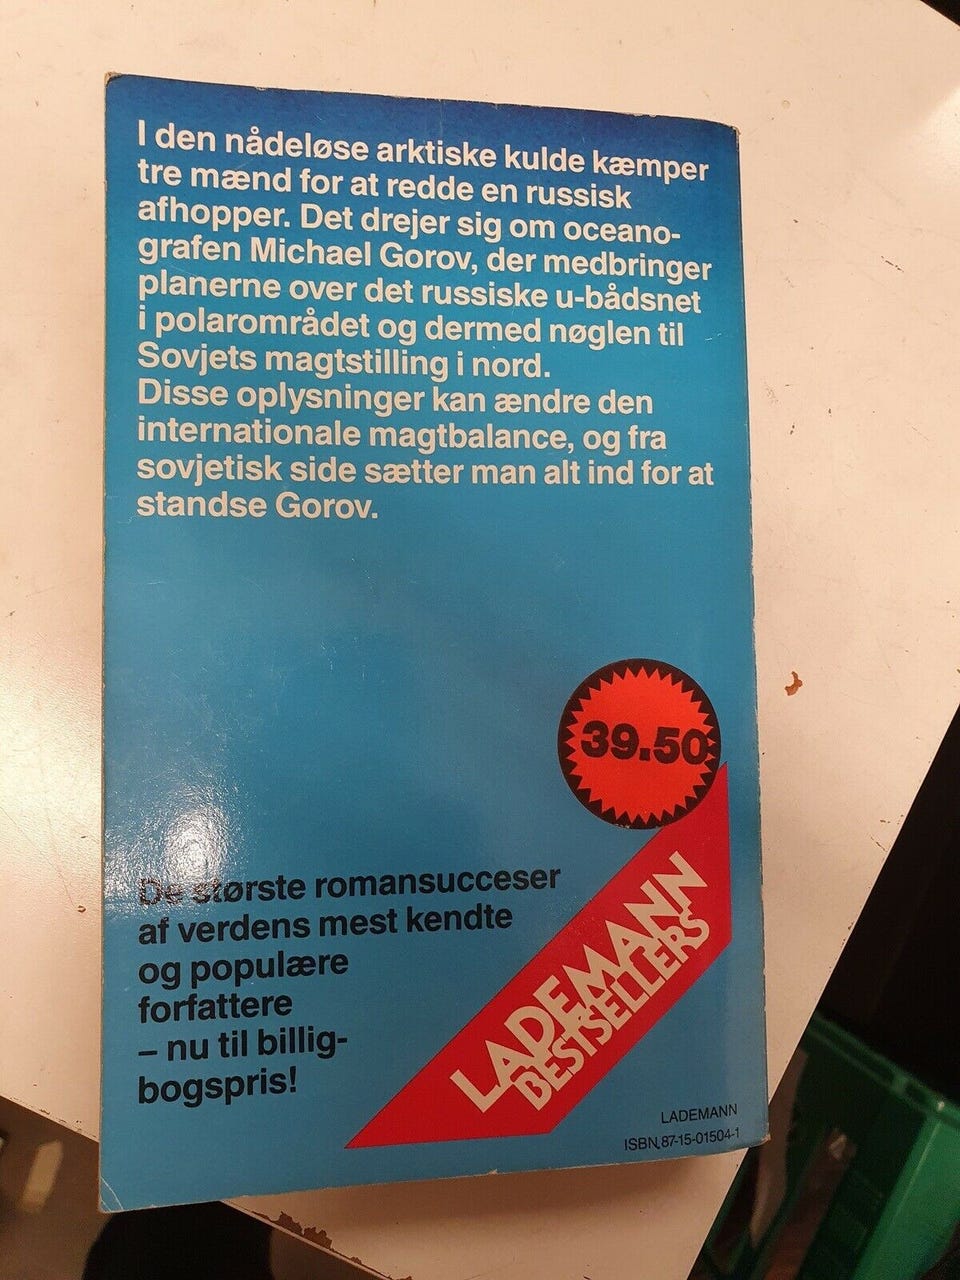 I den nådeløse arktiske kulde kæmper
tre mænd for at redde en russisk
afhopper. Det drejer sig om oceano-
grafen Michael Gorov, der medbringer
planerne over det russiske u-bådsnet
i polarområdet og dermed nøglen til
Sovjets magtstilling i nord.
Disse oplysninger kan ændre den
internationale magtbalance, og fra
sovjetisk side sætter man alt ind for at
standse Gorov.
39.50
De største romansucceser
af verdens mest kendte
og populære
forfattere
– nu til billig-
bogspris!
LADEMANN
BESTSELLERS
LADEMANN
ISBN 87-15-01504-1